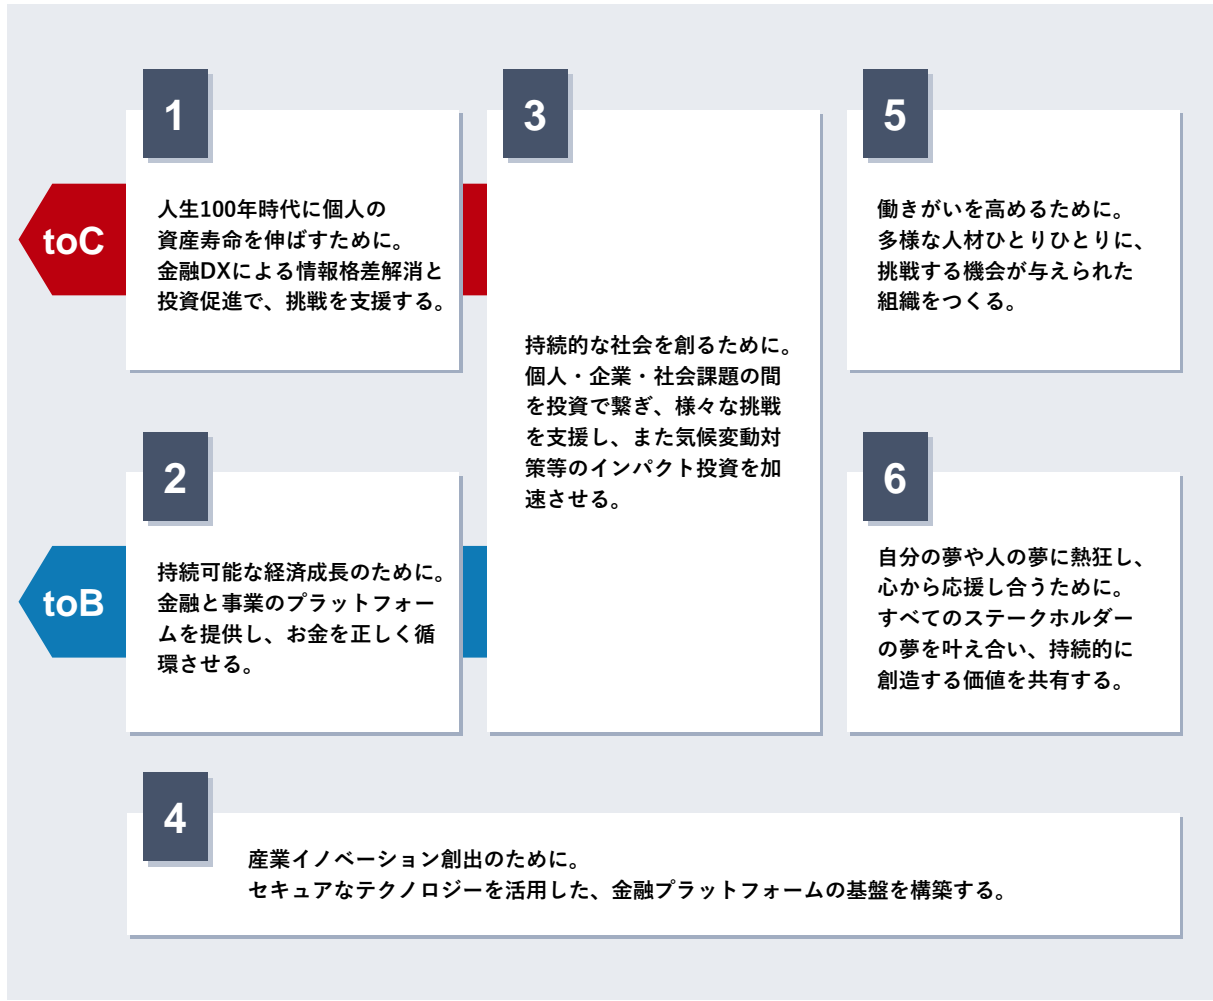 toC
1
人生100年時代に個人の
資産寿命を伸ばすために。
金融DXによる情報格差解消と
投資促進で、挑戦を支援する。
toB
2
持続可能な経済成長のために。
金融と事業のプラットフォー
ムを提供し、お金を正しく循
環させる。
3
持続的な社会を創るために。
個人・企業・社会課題の間
を投資で繋ぎ、様々な挑戦
を支援し、また気候変動対
策等のインパクト投資を加
速させる。
4
産業イノベーション創出のために。
セキュアなテクノロジーを活用した、金融プラットフォームの基盤を構築する。
5
働きがいを高めるために。
多様な人材ひとりひとりに、
挑戦する機会が与えられた
組織をつくる。
6
自分の夢や人の夢に熱狂し、
心から応援し合うために。
すべてのステークホルダー
の夢を叶え合い、持続的に
創造する価値を共有する。